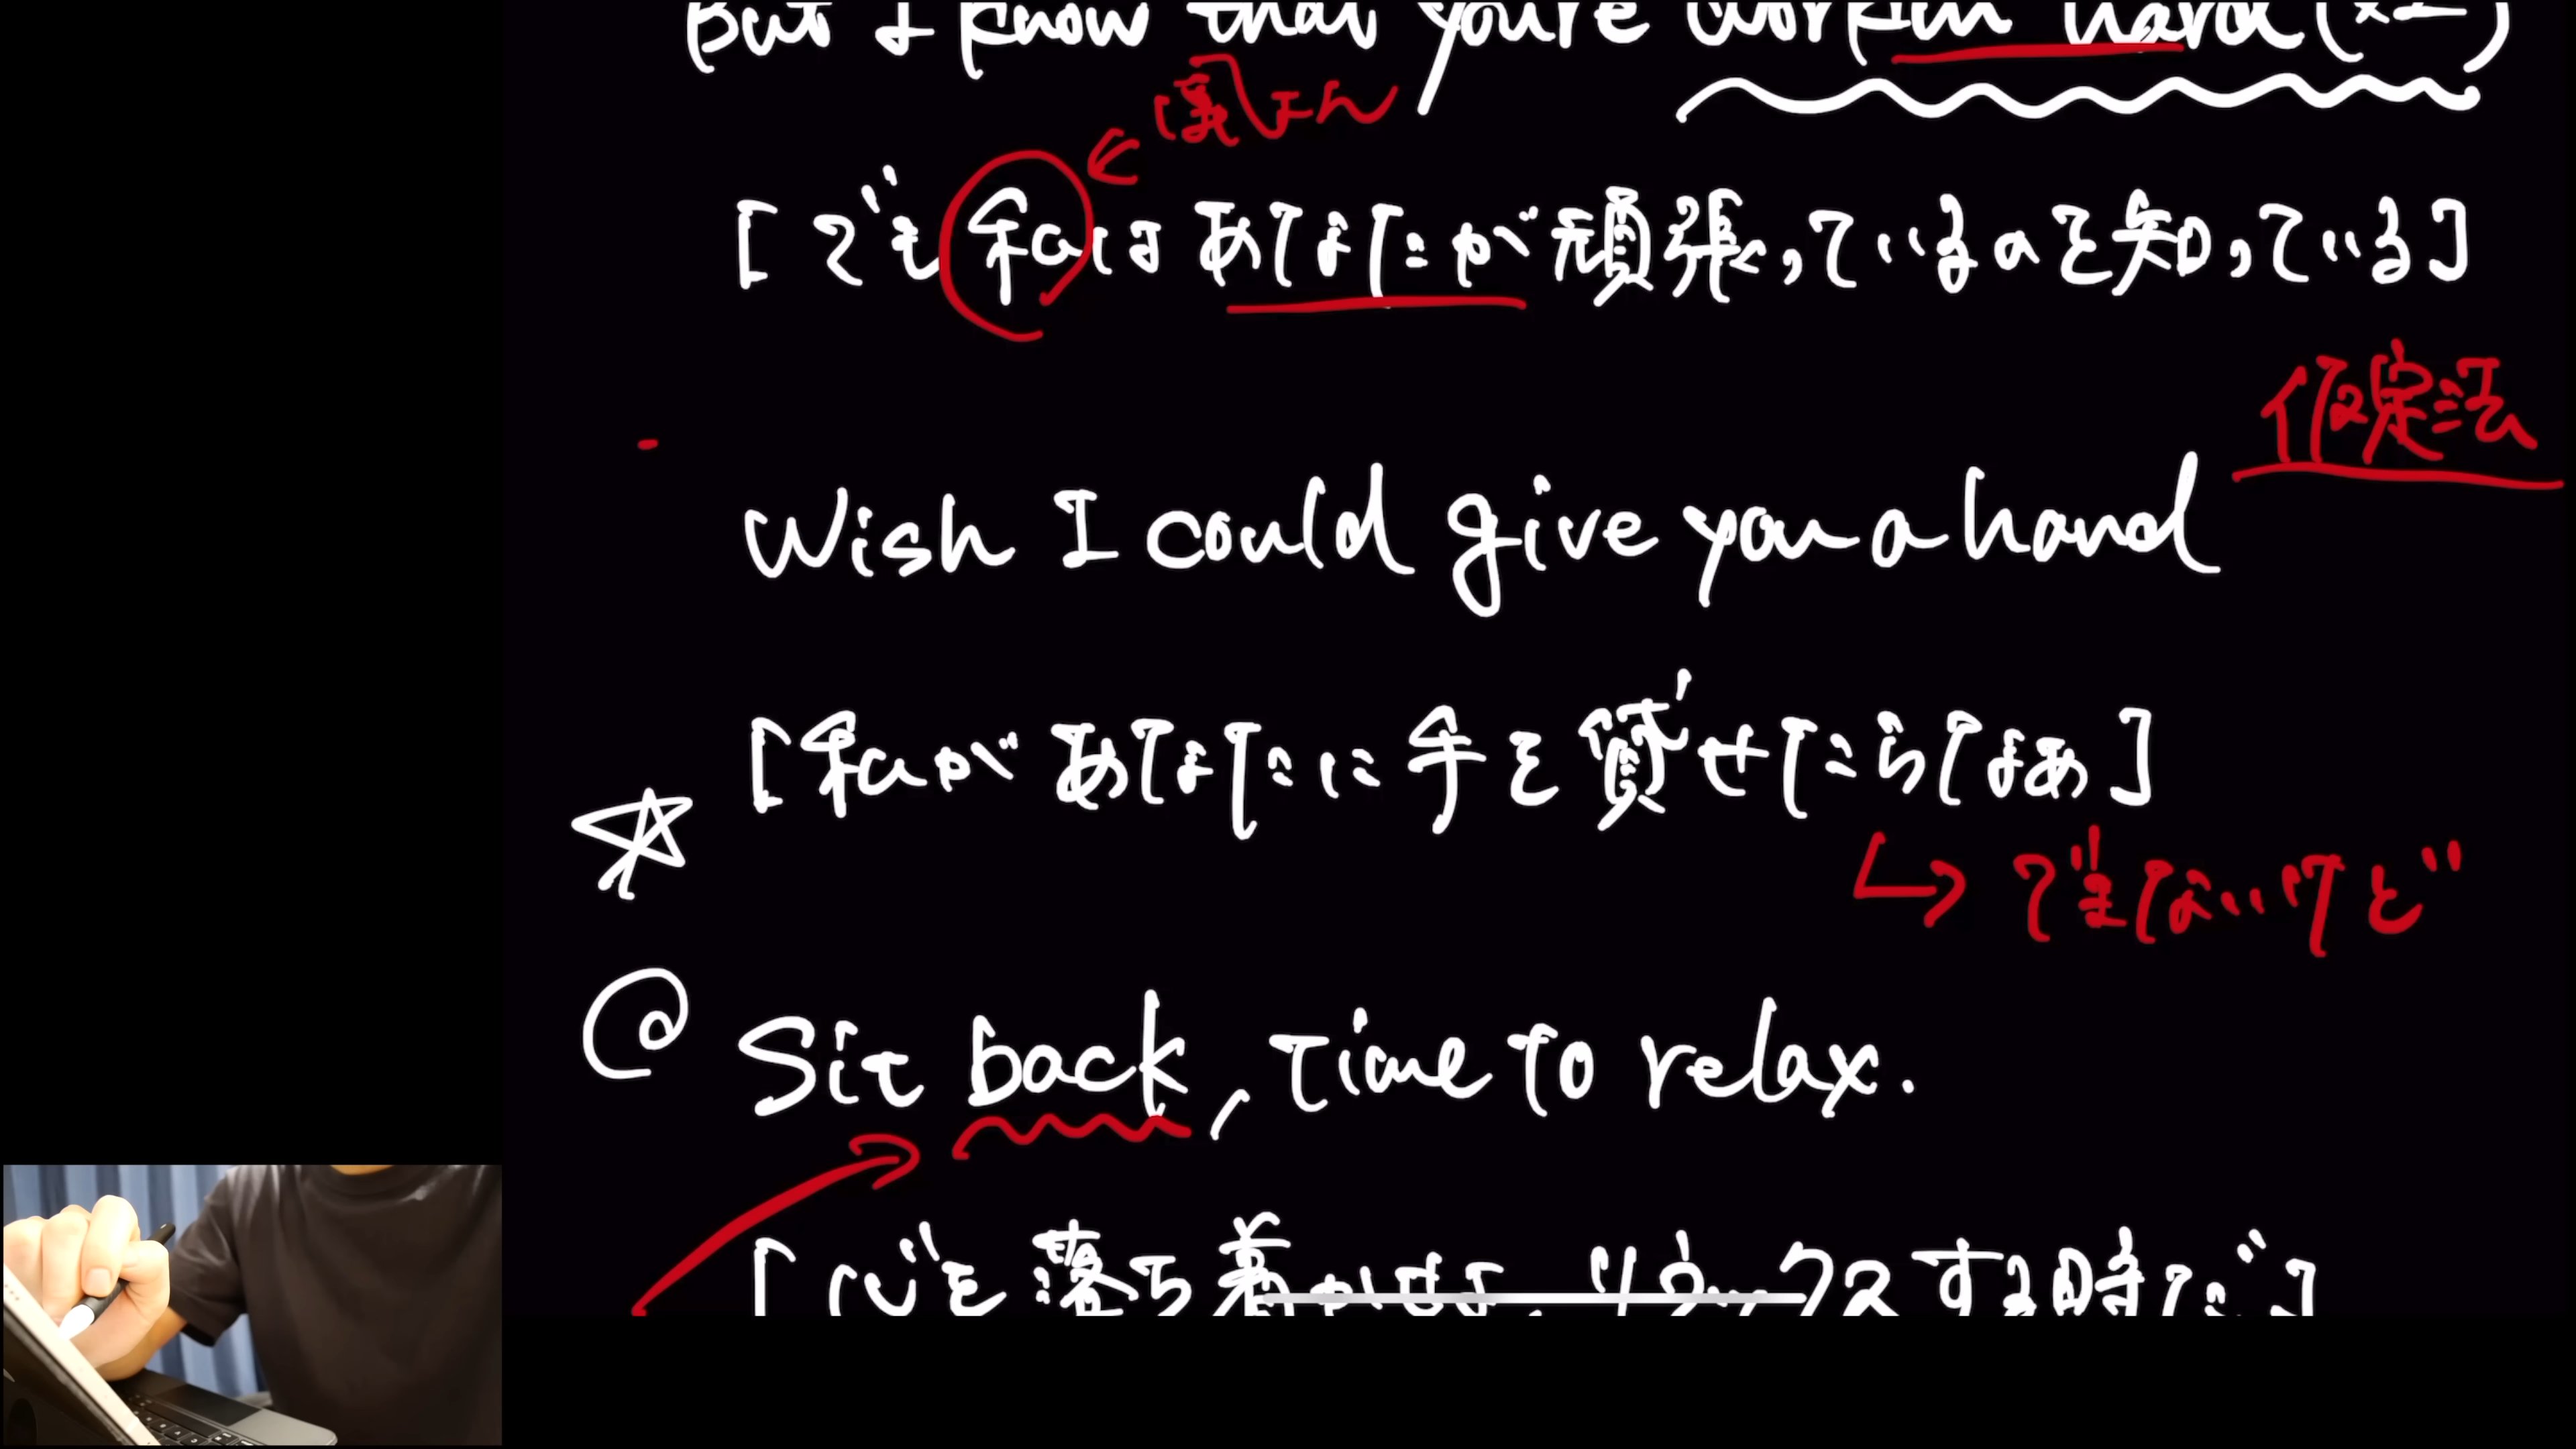 But I know that you're workin' hard (×2)
[でも私はあなたが頑張っているのを知っている]
仮定法
Wish I could give you a hand
[私があなたに手を貸せたらなあ]
↳できないけど
☆
@ Sit back, time to relax.
[心を落ち着かせな、リラックスする時だ]